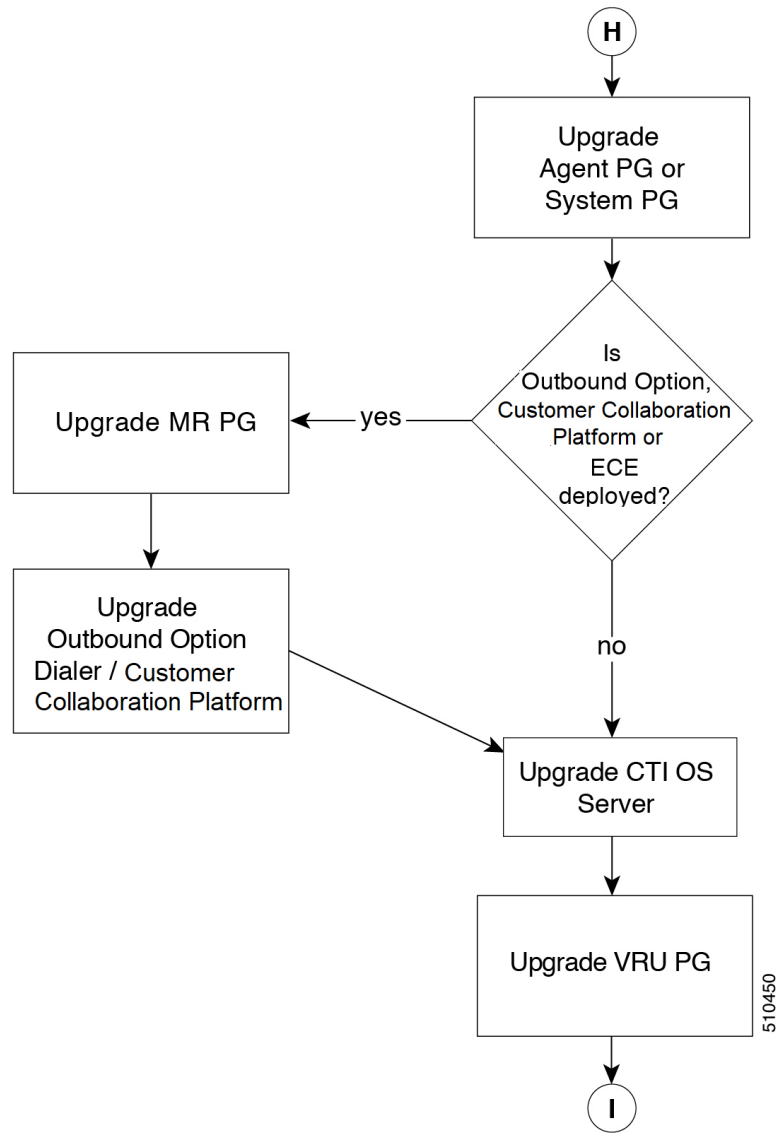 H
Upgrade
Agent PG or
System PG
Is
Outbound Option,
Customer Collaboration
Platform or
ECE
deployed?
yes
Upgrade MR PG
Upgrade
Outbound Option
Dialer / Customer
Collaboration Platform
no
Upgrade CTI OS
Server
Upgrade VRU PG
I
510450